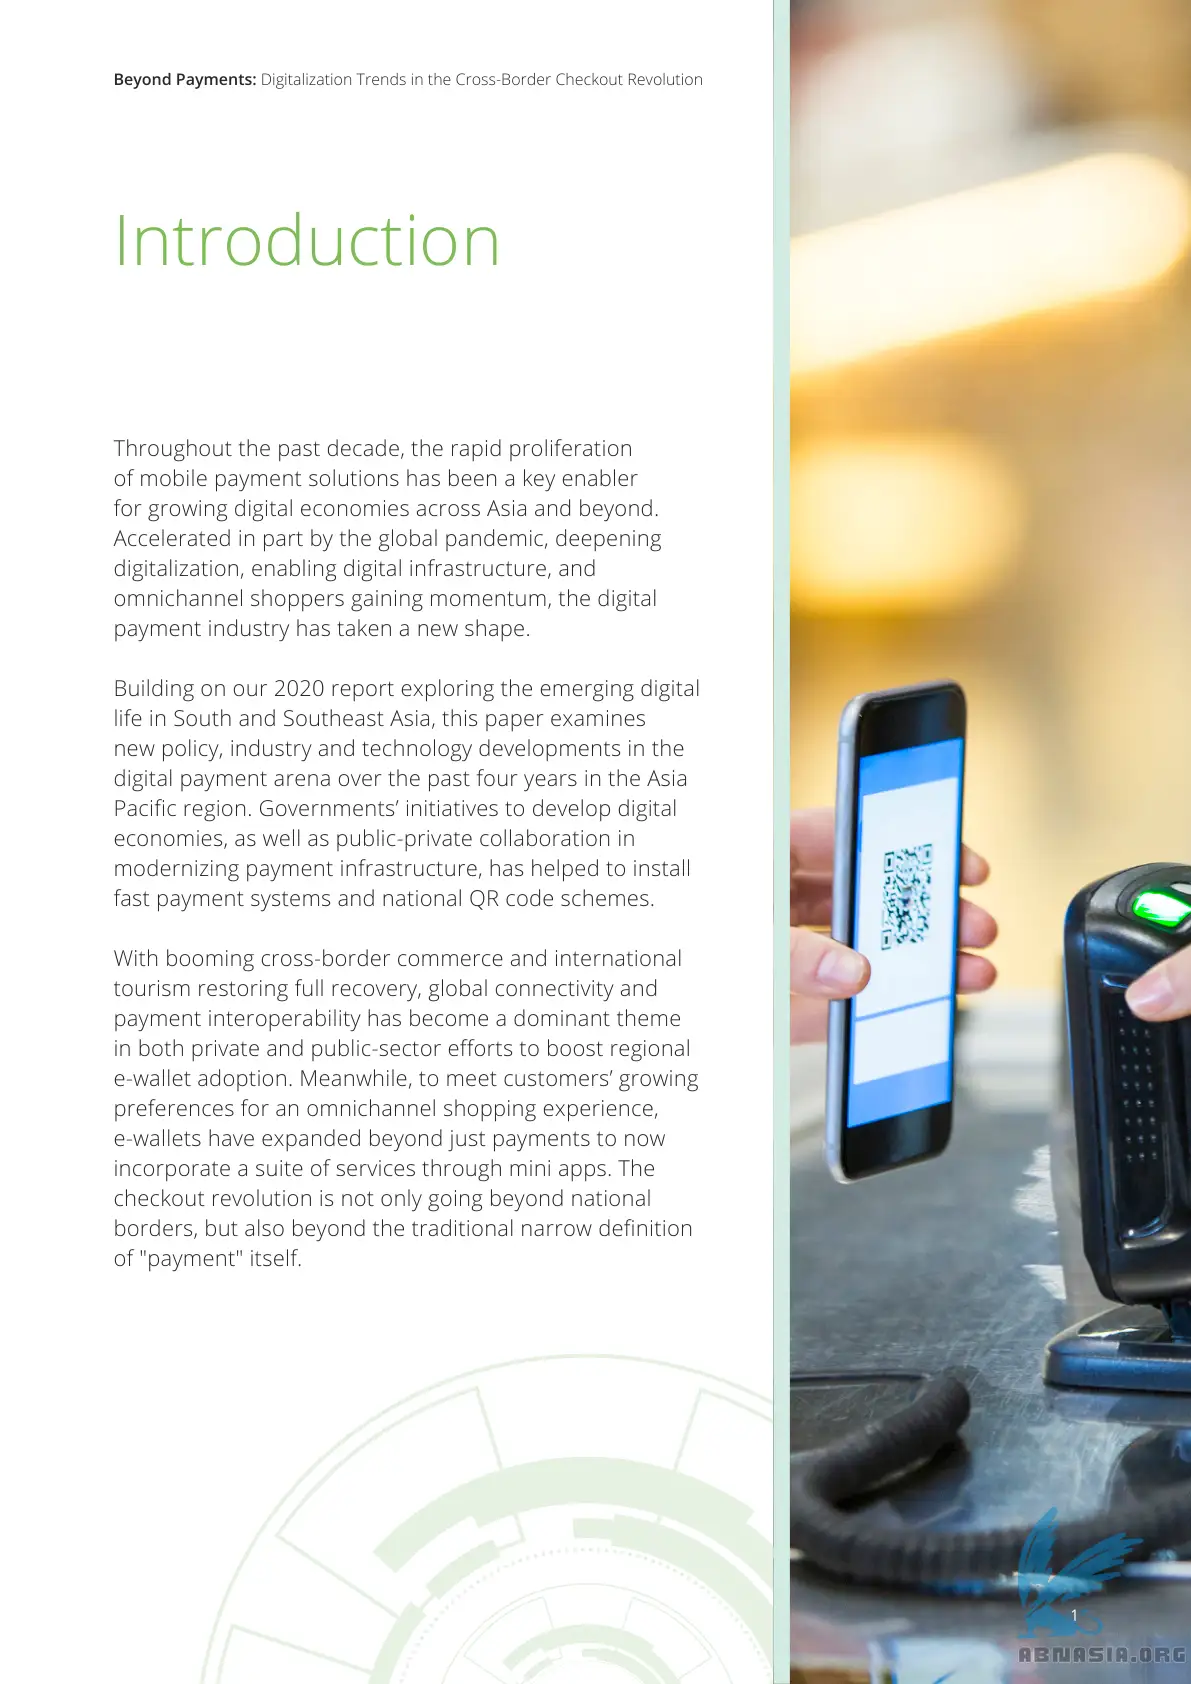 Beyond Payments: Digitalization Trends in the Cross-Border Checkout Revolution
Introduction
Throughout the past decade, the rapid proliferation
of mobile payment solutions has been a key enabler
for growing digital economies across Asia and beyond.
Accelerated in part by the global pandemic, deepening
digitalization, enabling digital infrastructure, and
omnichannel shoppers gaining momentum, the digital
payment industry has taken a new shape.
Building on our 2020 report exploring the emerging digital
life in South and Southeast Asia, this paper examines
new policy, industry and technology developments in the
digital payment arena over the past four years in the Asia
Pacific region. Governments’ initiatives to develop digital
economies, as well as public-private collaboration in
modernizing payment infrastructure, has helped to install
fast payment systems and national QR code schemes.
With booming cross-border commerce and international
tourism restoring full recovery, global connectivity and
payment interoperability has become a dominant theme
in both private and public-sector efforts to boost regional
e-wallet adoption. Meanwhile, to meet customers’ growing
preferences for an omnichannel shopping experience,
e-wallets have expanded beyond just payments to now
incorporate a suite of services through mini apps. The
checkout revolution is not only going beyond national
borders, but also beyond the traditional narrow definition
of "payment" itself.
1
ABNASIA.ORG